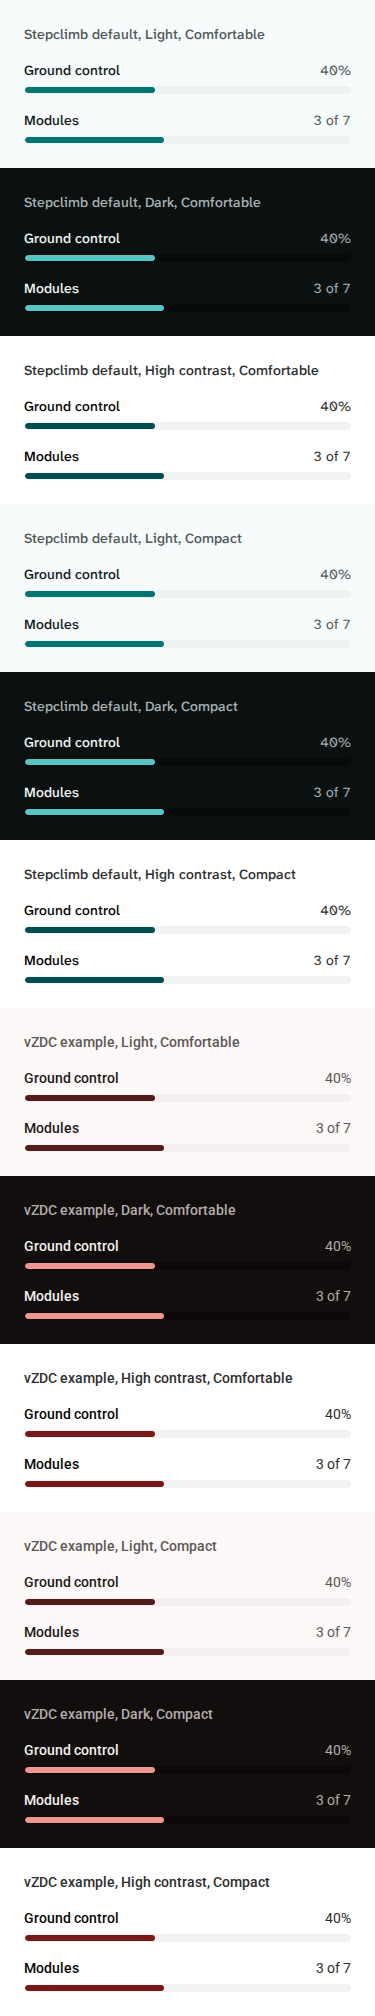 Stepclimb default, Light, Comfortable
Ground control 40%
Modules 3 of 7
Stepclimb default, Dark, Comfortable
Ground control 40%
Modules 3 of 7
Stepclimb default, High contrast, Comfortable
Ground control 40%
Modules 3 of 7
Stepclimb default, Light, Compact
Ground control 40%
Modules 3 of 7
Stepclimb default, Dark, Compact
Ground control 40%
Modules 3 of 7
Stepclimb default, High contrast, Compact
Ground control 40%
Modules 3 of 7
vZDC example, Light, Comfortable
Ground control 40%
Modules 3 of 7
vZDC example, Dark, Comfortable
Ground control 40%
Modules 3 of 7
vZDC example, High contrast, Comfortable
Ground control 40%
Modules 3 of 7
vZDC example, Light, Compact
Ground control 40%
Modules 3 of 7
vZDC example, Dark, Compact
Ground control 40%
Modules 3 of 7
vZDC example, High contrast, Compact
Ground control 40%
Modules 3 of 7